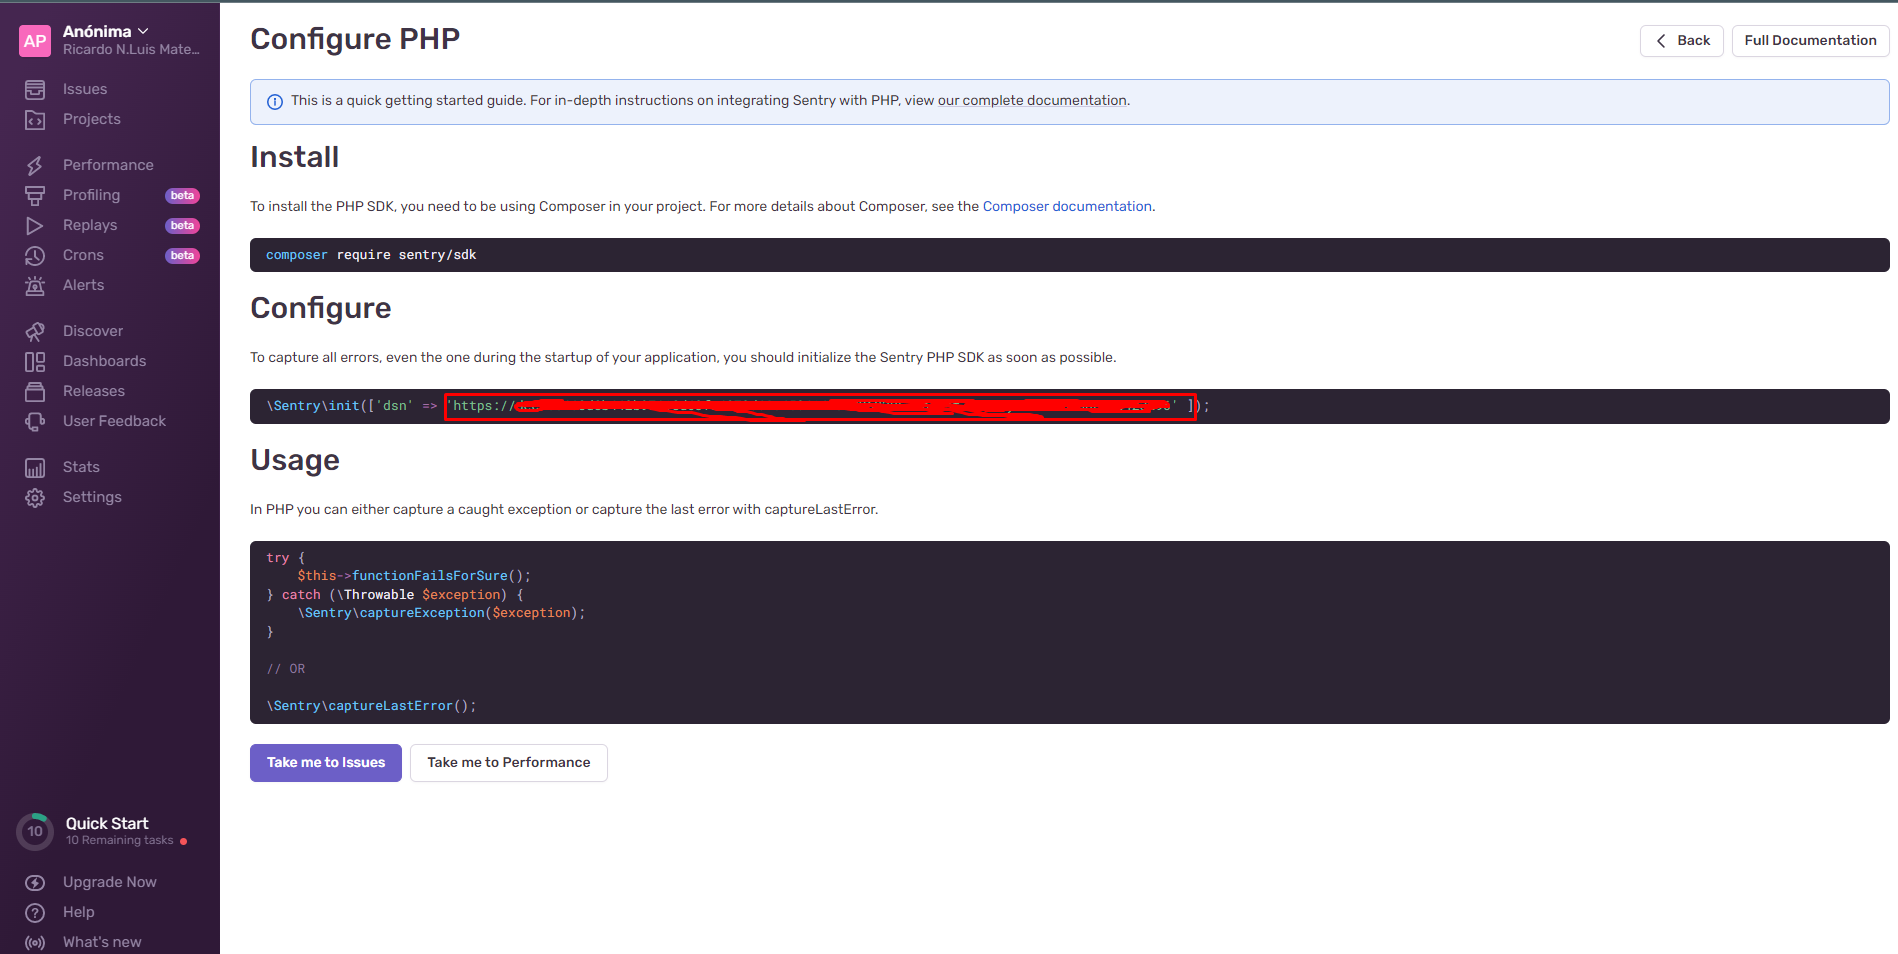 AP
Anónima
Ricardo N.Luis Mate...
Issues
Projects
Performance
Profiling beta
Replays beta
Crons beta
Alerts
Discover
Dashboards
Releases
User Feedback
Stats
Settings
10
Quick Start
10 Remaining tasks
Upgrade Now
Help
What's new
Configure PHP
Back
Full Documentation
This is a quick getting started guide. For in-depth instructions on integrating Sentry with PHP, view our complete documentation.
Install
To install the PHP SDK, you need to be using Composer in your project. For more details about Composer, see the Composer documentation.
composer require sentry/sdk
Configure
To capture all errors, even the one during the startup of your application, you should initialize the Sentry PHP SDK as soon as possible.
\Sentry\init(['dsn' => 'https:// ' ]);
Usage
In PHP you can either capture a caught exception or capture the last error with captureLastError.
try {
    $this->functionFailsForSure();
} catch (\Throwable $exception) {
    \Sentry\captureException($exception);
}
// OR
\Sentry\captureLastError();
Take me to Issues
Take me to Performance